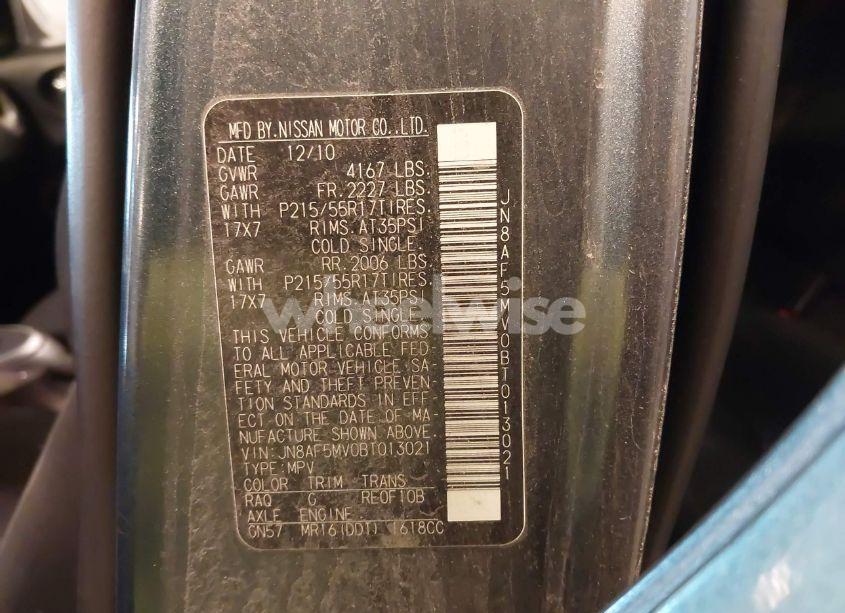 MFD BY.NISSAN MOTOR CO.,LTD.
DATE 12/10
GVWR 4167 LBS.
GAWR FR.2227 LBS.
WITH P215/55R17TIRES.
17X7 RIMS.AT35PSI
COLD SINGLE.
GAWR RR.2006 LBS.
WITH P215/55R17TIRES.
17X7 RIMS.AT35PSI
COLD SINGLE.
THIS VEHICLE CONFORMS
TO ALL APPLICABLE FED
ERAL MOTOR VEHICLE SA-
FETY AND THEFT PREVEN-
TION STANDARDS IN EFF
ECT ON THE DATE OF MA-
NUFACTURE SHOWN ABOVE.
VIN:JN8AF5MV0BT013021
TYPE:MPV
COLOR TRIM TRANS
RAQ G RE0F10B
AXLE ENGINE
GN57 MR16(DDT) 1618CC
JN8AF5MV0BT013021
wheelwise